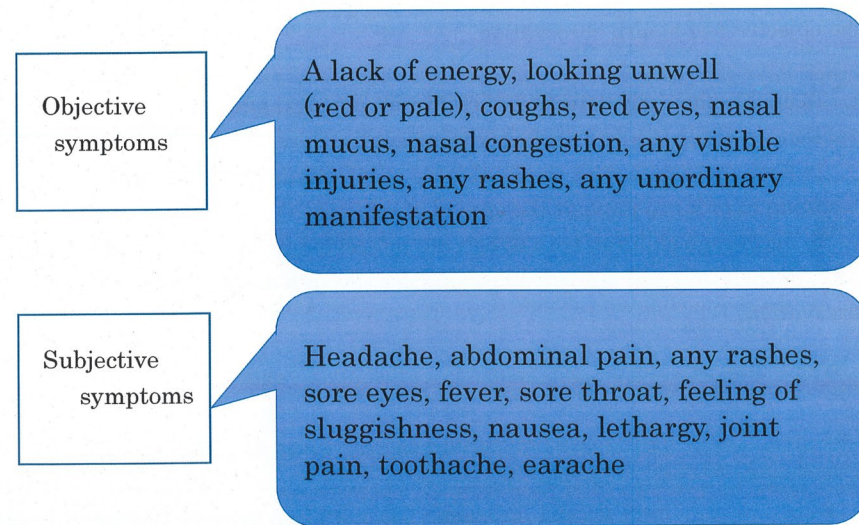 Objective
symptoms
A lack of energy, looking unwell
(red or pale), coughs, red eyes, nasal
mucus, nasal congestion, any visible
injuries, any rashes, any unordinary
manifestation
Subjective
symptoms
Headache, abdominal pain, any rashes,
sore eyes, fever, sore throat, feeling of
sluggishness, nausea, lethargy, joint
pain, toothache, earache